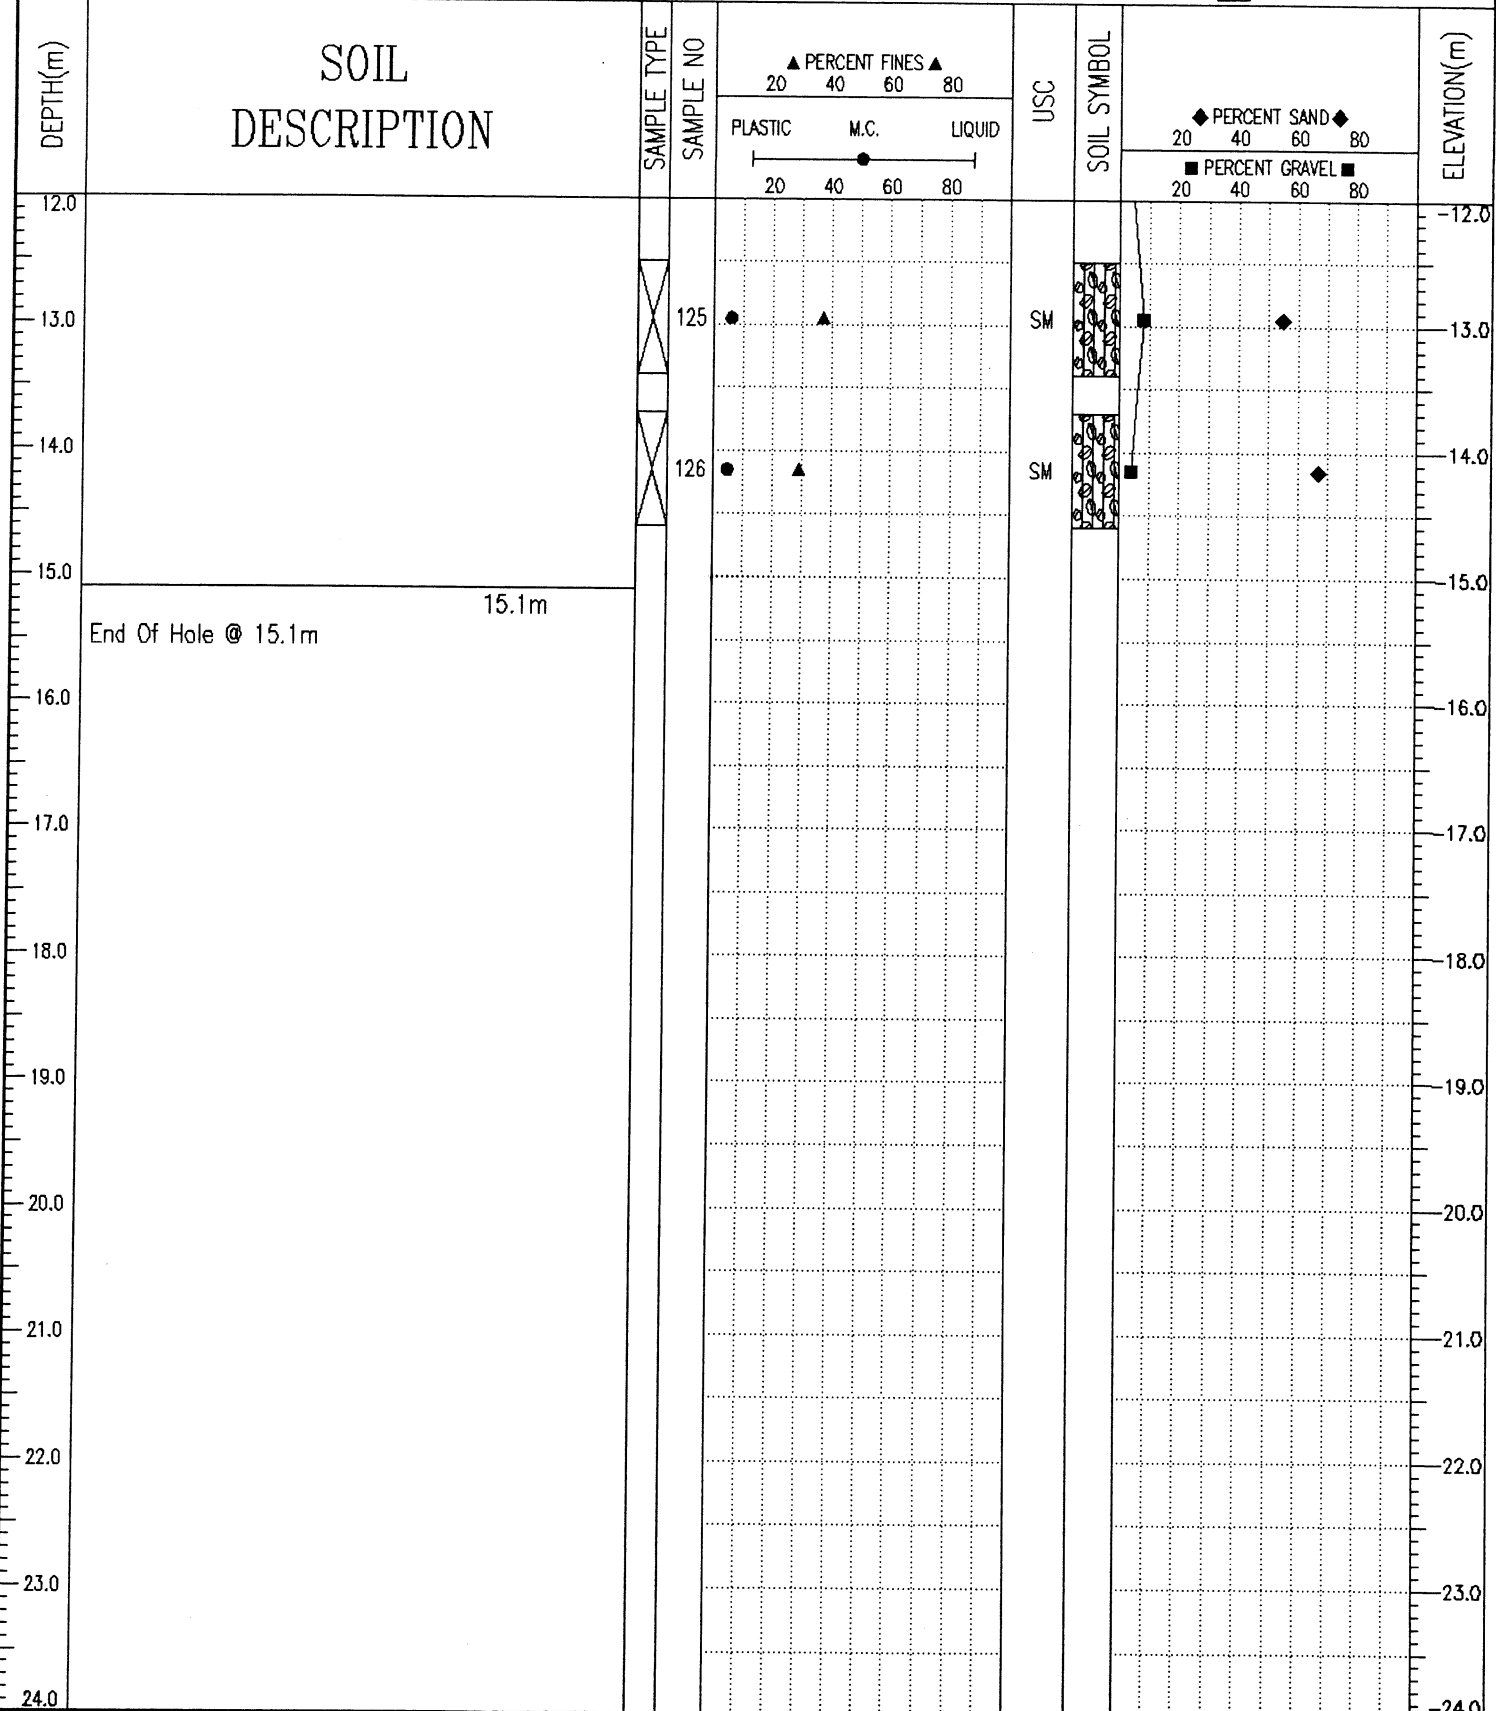 DEPTH(m)
SOIL
DESCRIPTION
SAMPLE TYPE
SAMPLE NO
▲ PERCENT FINES ▲
20 40 60 80
PLASTIC M.C. LIQUID
20 40 60 80
USC
SOIL SYMBOL
◆ PERCENT SAND ◆
20 40 60 80
■ PERCENT GRAVEL ■
20 40 60 80
ELEVATION(m)
12.0 -12.0
13.0 125 SM -13.0
14.0 126 SM -14.0
15.0 -15.0
15.1m
End Of Hole @ 15.1m
16.0 -16.0
17.0 -17.0
18.0 -18.0
19.0 -19.0
20.0 -20.0
21.0 -21.0
22.0 -22.0
23.0 -23.0
24.0 -24.0